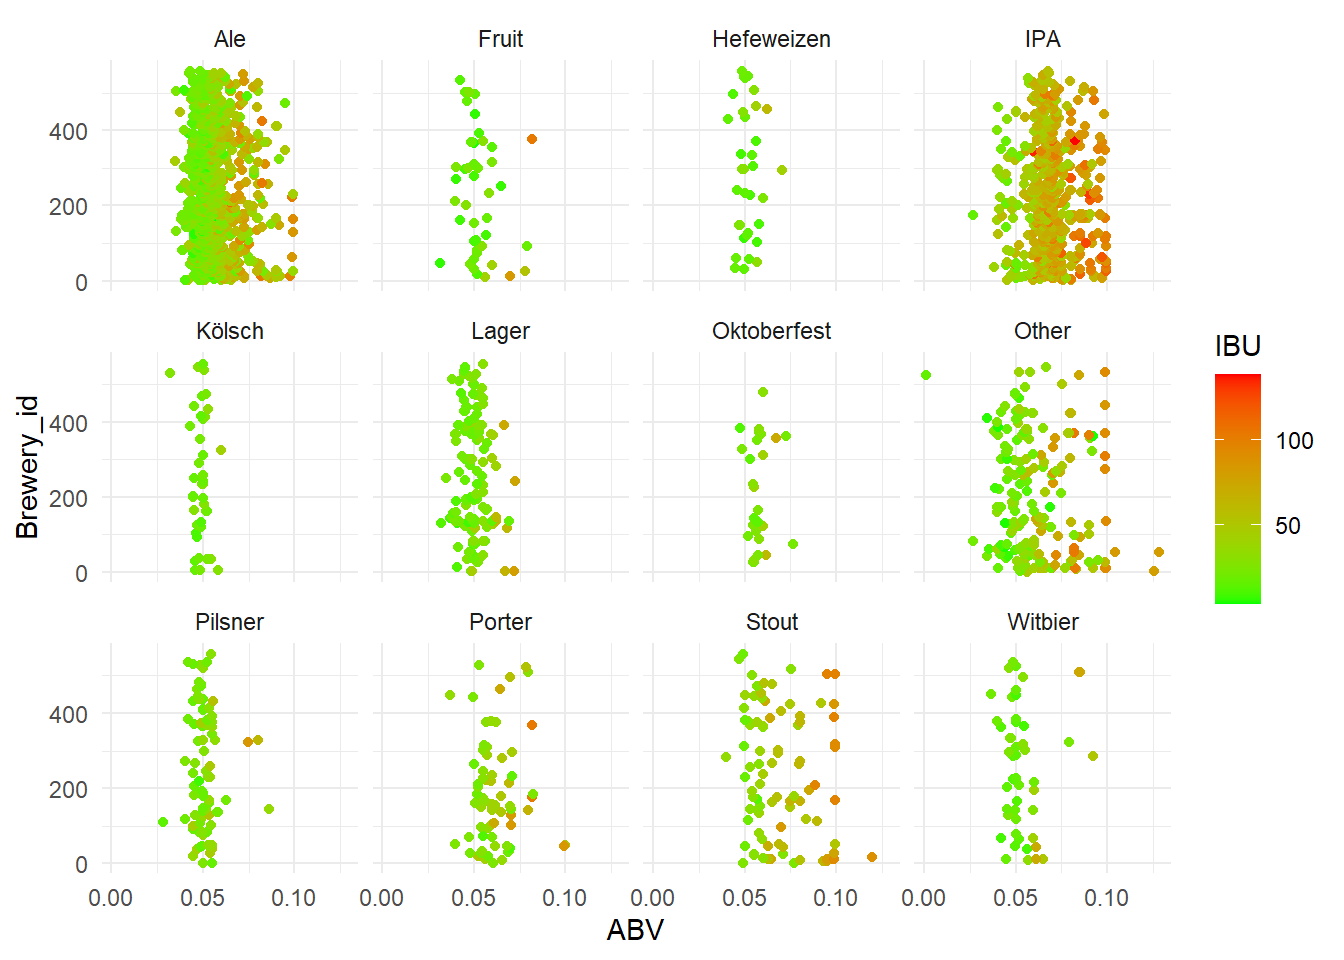 Ale Fruit Hefeweizen IPA
400
200
0
Kölsch Lager Oktoberfest Other
400
200
0
Pilsner Porter Stout Witbier
400
200
0
0.00 0.05 0.10 0.00 0.05 0.10 0.00 0.05 0.10 0.00 0.05 0.10
ABV
Brewery_id
IBU
100
50